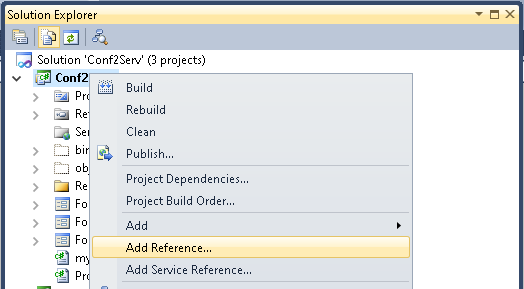 Solution Explorer
Solution 'Conf2Serv' (3 projects)
Conf2
Build
Pro
Rebuild
Ref
Clean
Ser
Publish...
bin
obj
Project Dependencies...
Re
Project Build Order...
Fo
Add
Fo
Add Reference...
Fo
my
Add Service Reference...
Pro